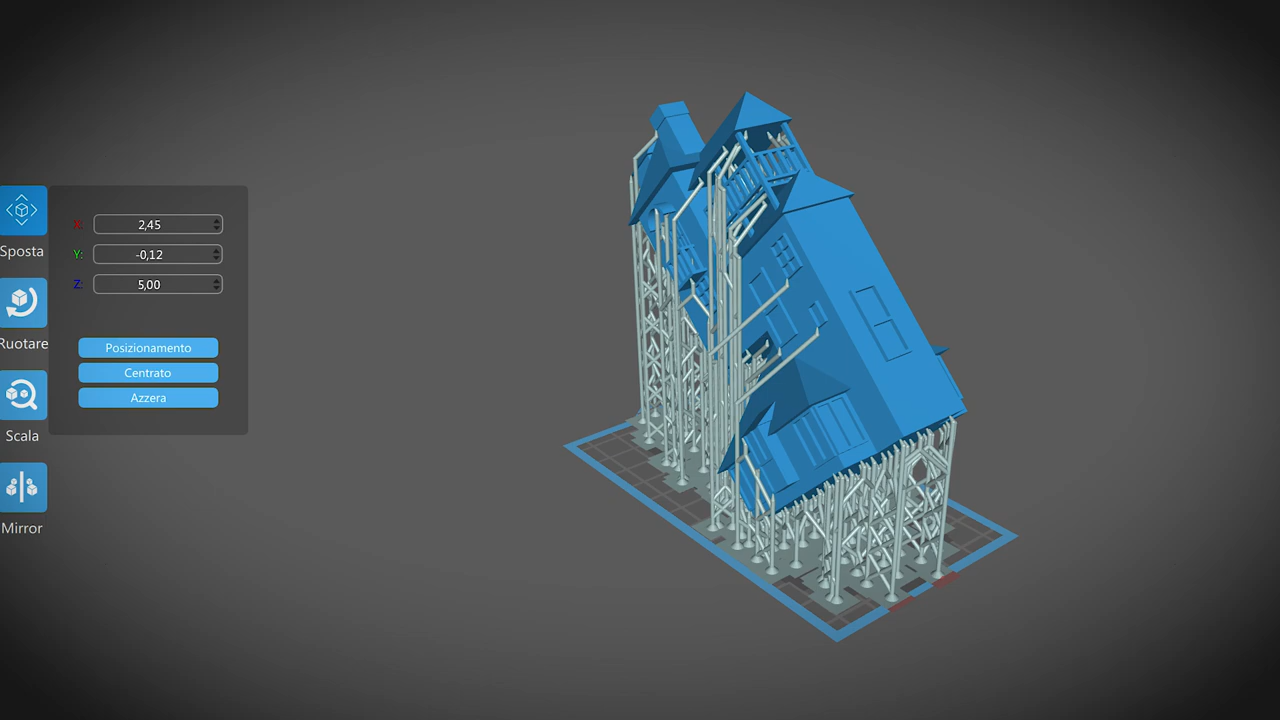 X: 2,45
Y: -0,12
Z: 5,00
Posizionamento
Centrato
Azzera
Sposta
Ruotare
Scala
Mirror